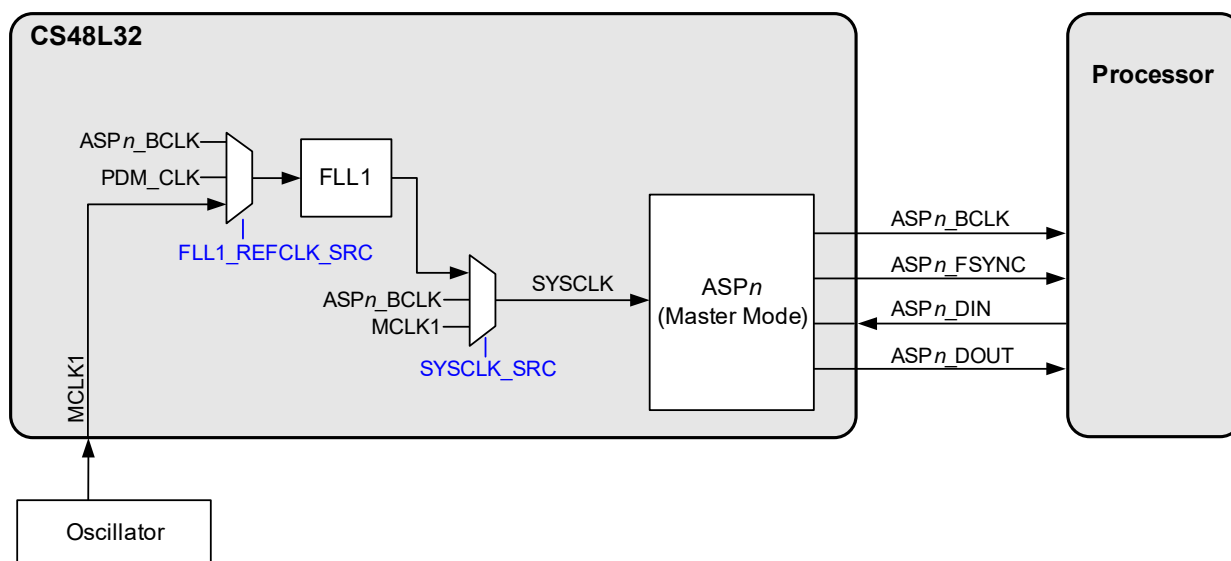 CS48L32
Processor
ASPn_BCLK
PDM_CLK
FLL1
FLL1_REFCLK_SRC
ASPn_BCLK
MCLK1
SYSCLK_SRC
SYSCLK
ASPn
(Master Mode)
ASPn_BCLK
ASPn_FSYNC
ASPn_DIN
ASPn_DOUT
MCLK1
Oscillator